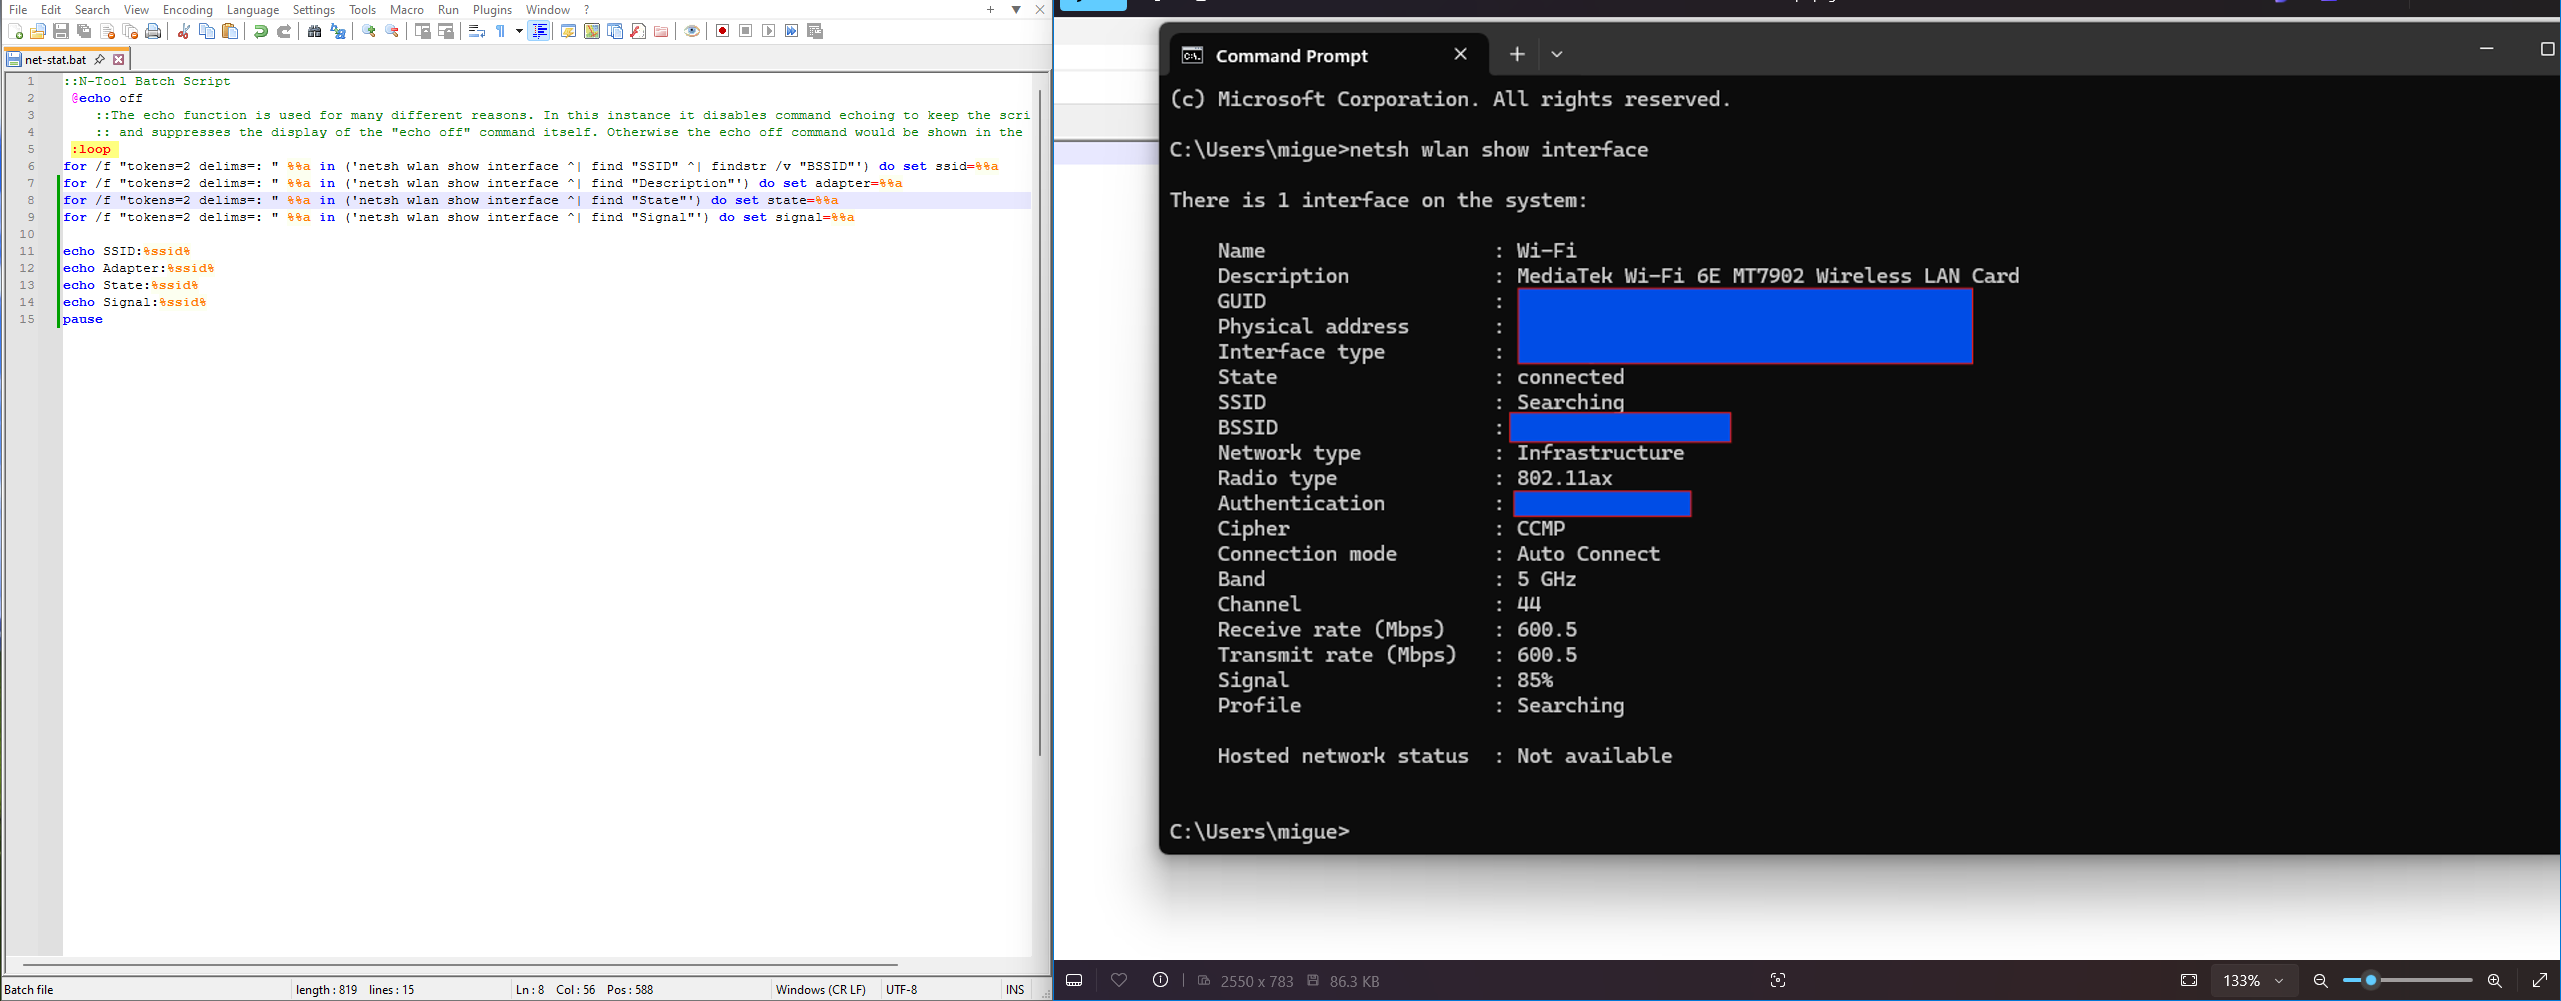 File Edit Search View Encoding Language Settings Tools Macro Run Plugins Window ?
net-stat.bat
1 ::N-Tool Batch Script
2 @echo off
3 ::The echo function is used for many different reasons. In this instance it disables command echoing to keep the scri
4 :: and suppresses the display of the "echo off" command itself. Otherwise the echo off command would be shown in the
5 :loop
6 for /f "tokens=2 delims=: " %%a in ('netsh wlan show interface ^| find "SSID" ^| findstr /v "BSSID"') do set ssid=%%a
7 for /f "tokens=2 delims=: " %%a in ('netsh wlan show interface ^| find "Description"') do set adapter=%%a
8 for /f "tokens=2 delims=: " %%a in ('netsh wlan show interface ^| find "State"') do set state=%%a
9 for /f "tokens=2 delims=: " %%a in ('netsh wlan show interface ^| find "Signal"') do set signal=%%a
10
11 echo SSID:%ssid%
12 echo Adapter:%ssid%
13 echo State:%ssid%
14 echo Signal:%ssid%
15 pause
Batch file length : 819 lines : 15 Ln : 8 Col : 56 Pos : 588 Windows (CR LF) UTF-8 INS
Command Prompt
(c) Microsoft Corporation. All rights reserved.
C:\Users\migue>netsh wlan show interface
There is 1 interface on the system:
Name : Wi-Fi
Description : MediaTek Wi-Fi 6E MT7902 Wireless LAN Card
GUID :
Physical address :
Interface type :
State : connected
SSID : Searching
BSSID :
Network type : Infrastructure
Radio type : 802.11ax
Authentication :
Cipher : CCMP
Connection mode : Auto Connect
Band : 5 GHz
Channel : 44
Receive rate (Mbps) : 600.5
Transmit rate (Mbps) : 600.5
Signal : 85%
Profile : Searching
Hosted network status : Not available
C:\Users\migue>
2550 x 783 86.3 KB 133%